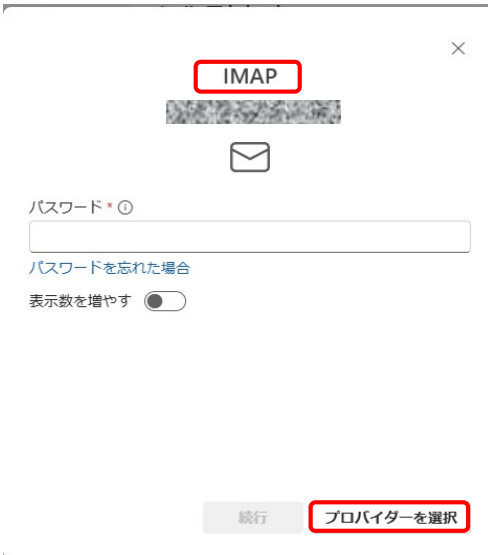 IMAP
パスワード * ⓘ
パスワードを忘れた場合
表示数を増やす
続行
プロバイダーを選択